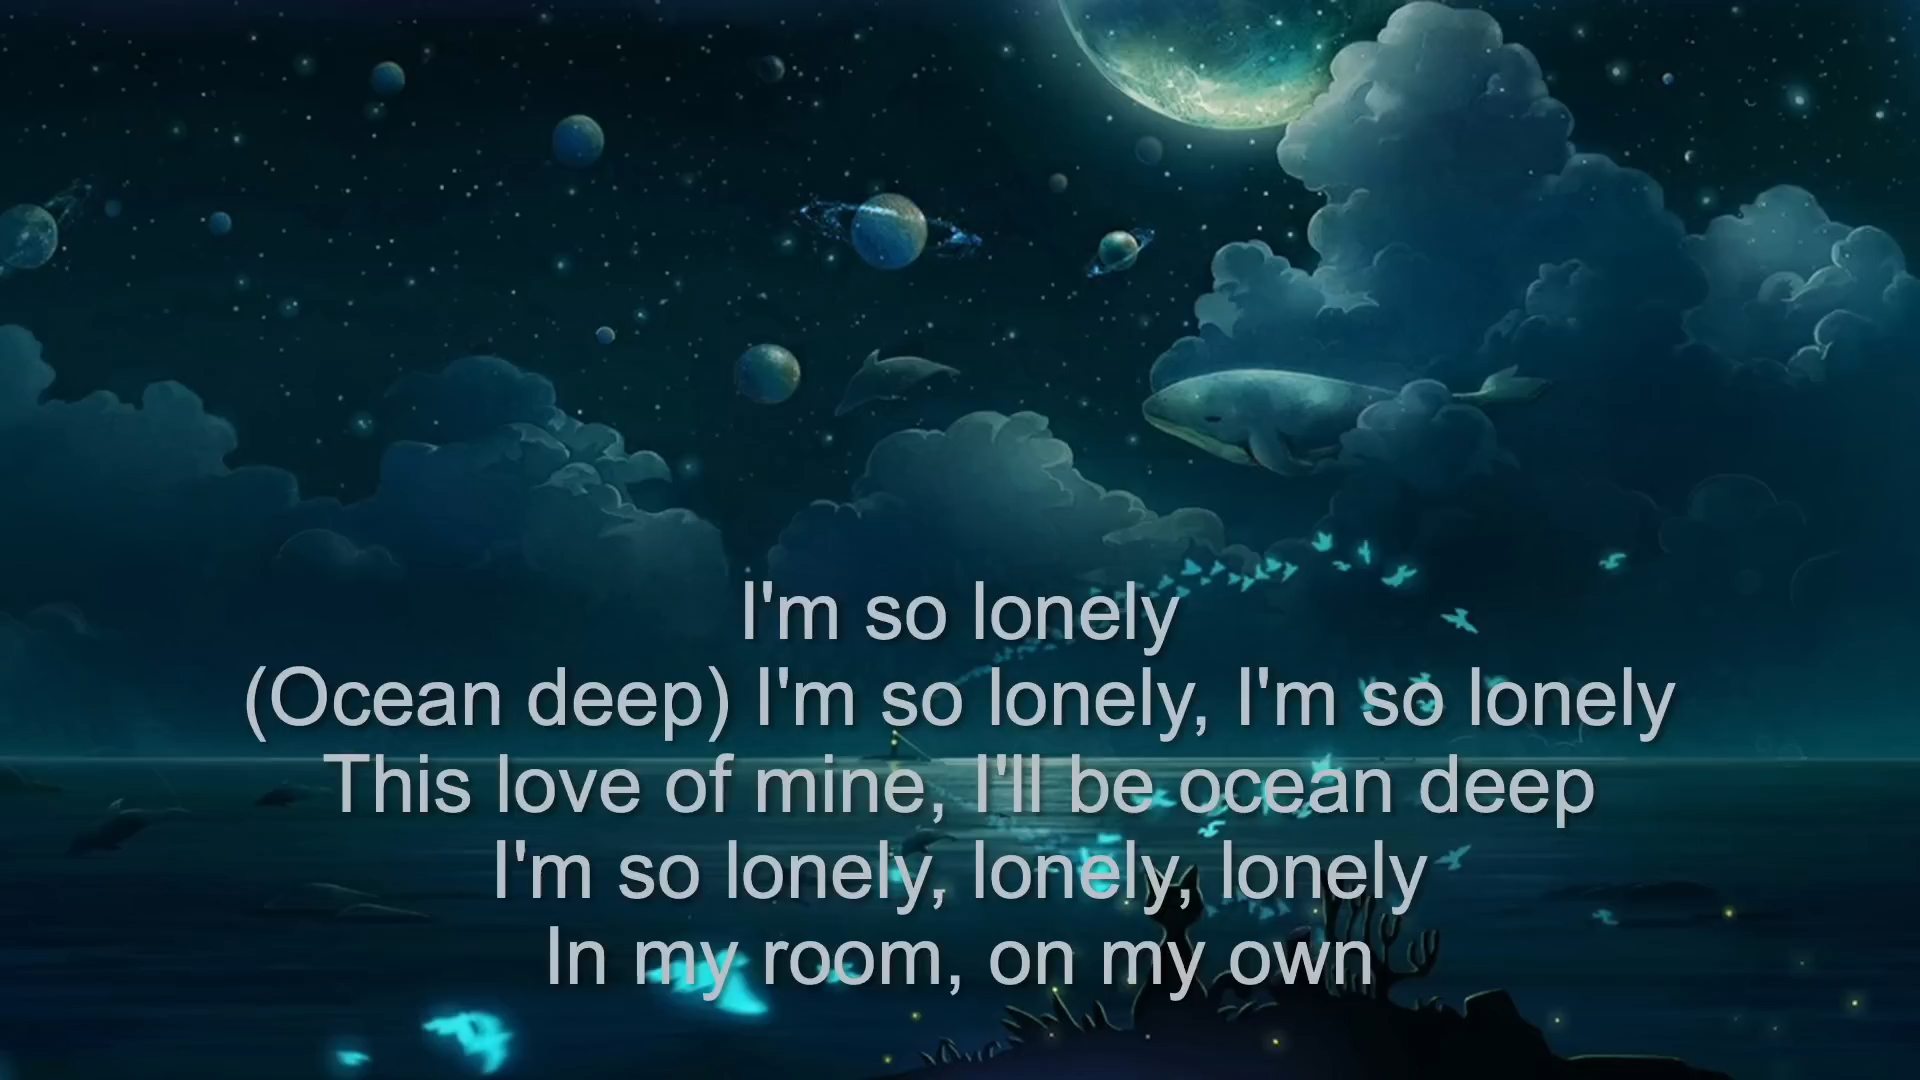 I'm so lonely
(Ocean deep) I'm so lonely, I'm so lonely
This love of mine, I'll be ocean deep
I'm so lonely, lonely, lonely
In my room, on my own